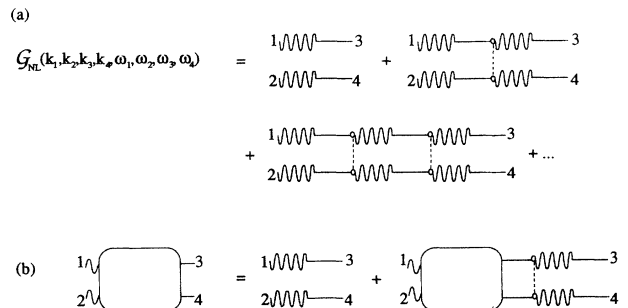 (a)
1 3 1 3
𝒢NL(k1,k2,k3,k4,ω1,ω2,ω3,ω4) = +
2 4 2 4
1 3
+ + ...
2 4
(b) 1 3 1 3 1 3
= +
2 4 2 4 2 4